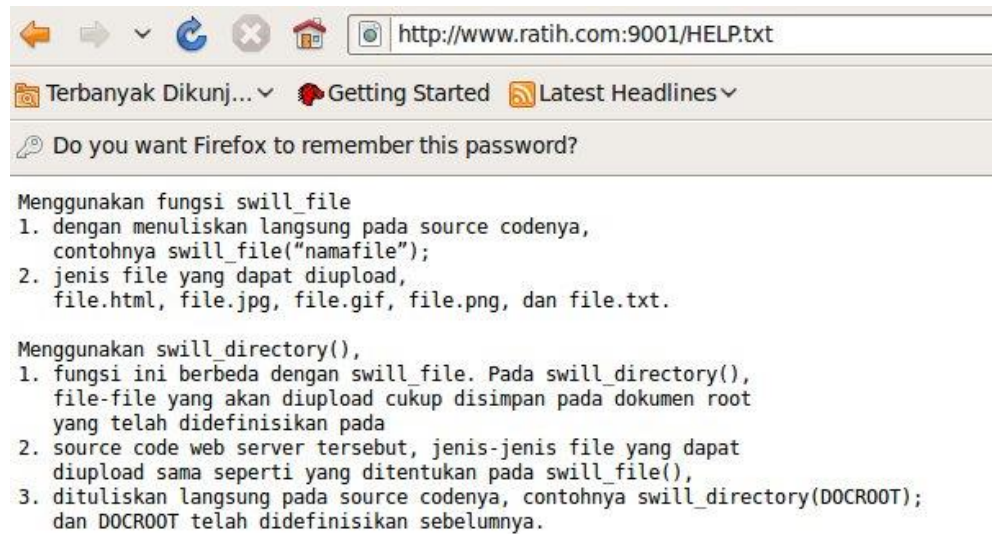 http://www.ratih.com:9001/HELP.txt
Terbanyak Dikunj... Getting Started Latest Headlines
Do you want Firefox to remember this password?
Menggunakan fungsi swill_file
1. dengan menuliskan langsung pada source codenya,
contohnya swill_file(“namafile”);
2. jenis file yang dapat diupload,
file.html, file.jpg, file.gif, file.png, dan file.txt.
Menggunakan swill_directory(),
1. fungsi ini berbeda dengan swill_file. Pada swill_directory(),
file-file yang akan diupload cukup disimpan pada dokumen root
yang telah didefinisikan pada
2. source code web server tersebut, jenis-jenis file yang dapat
diupload sama seperti yang ditentukan pada swill_file(),
3. dituliskan langsung pada source codenya, contohnya swill_directory(DOCROOT);
dan DOCROOT telah didefinisikan sebelumnya.